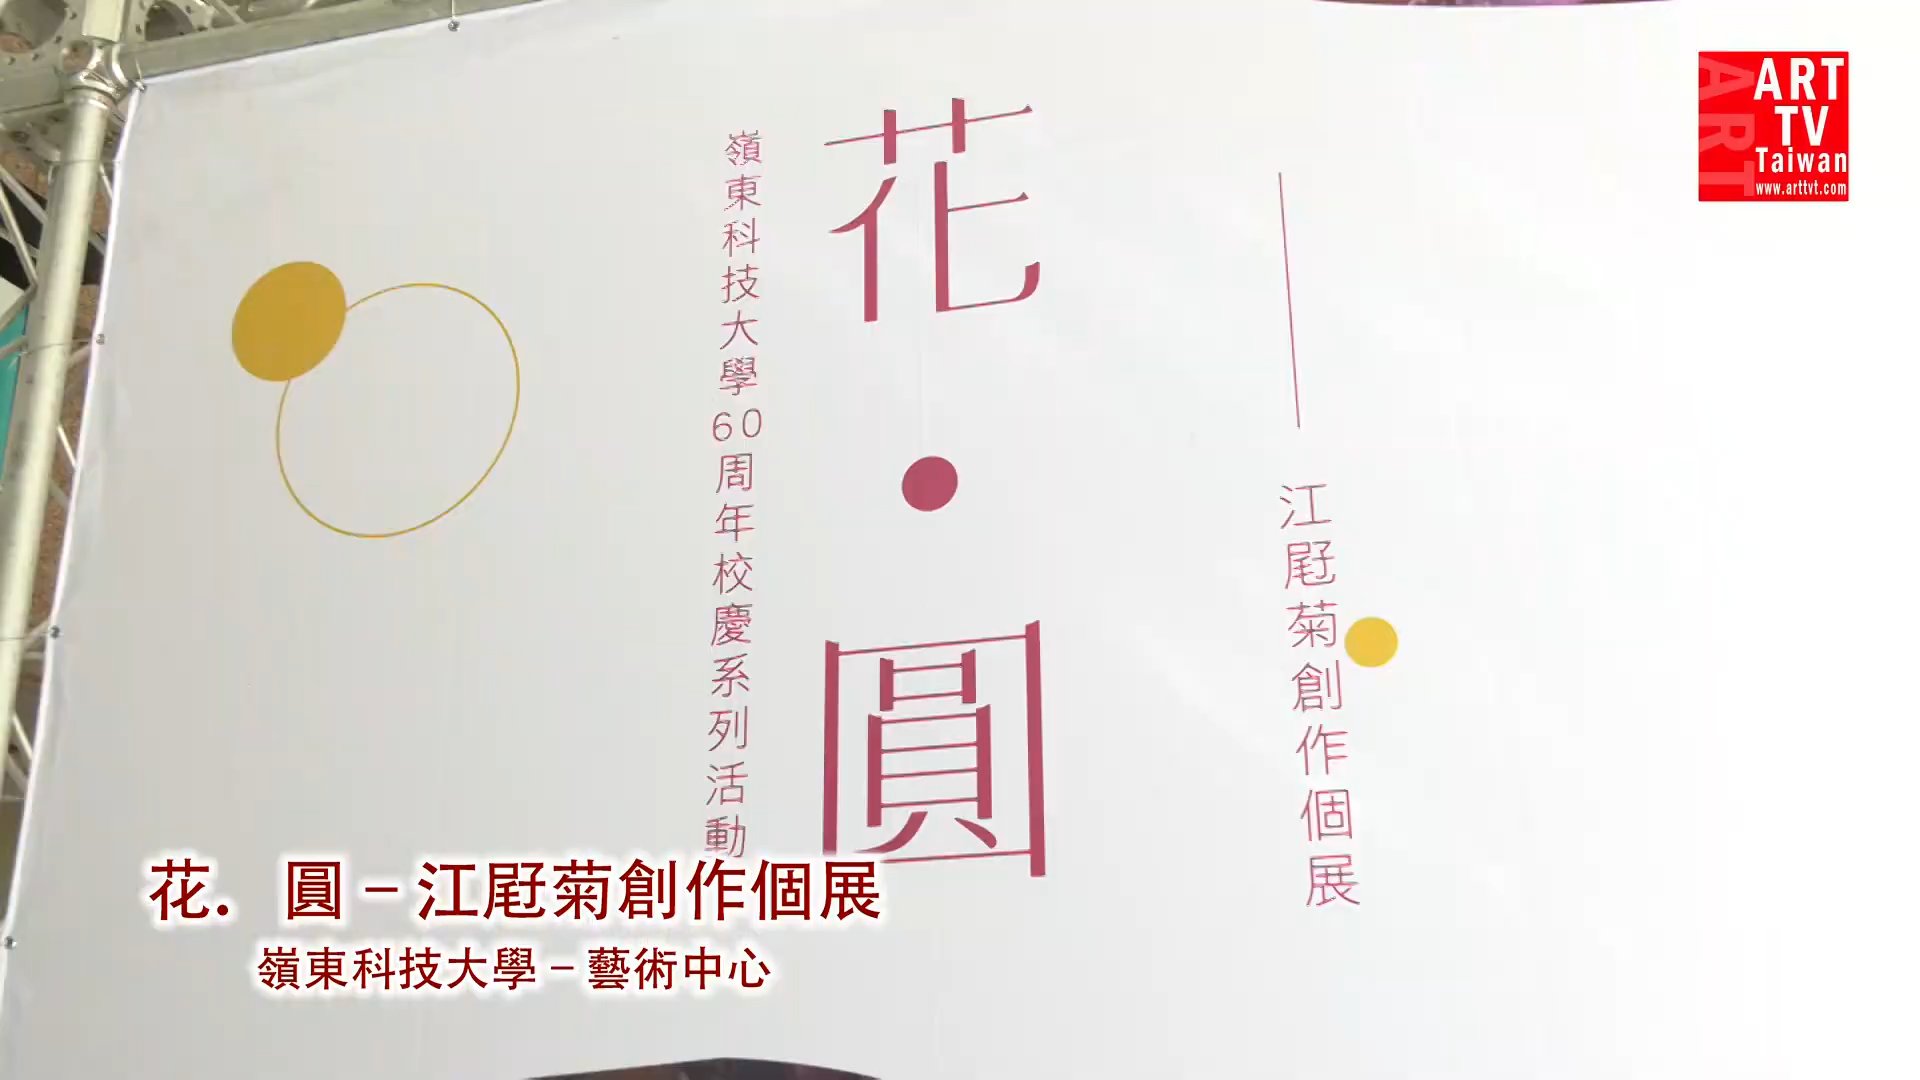 ART
ART
TV
Taiwan
www.arttvt.com
花・圓
嶺東科技大學60周年校慶系列活動
江屘菊創作個展
花．圓－江屘菊創作個展
嶺東科技大學－藝術中心